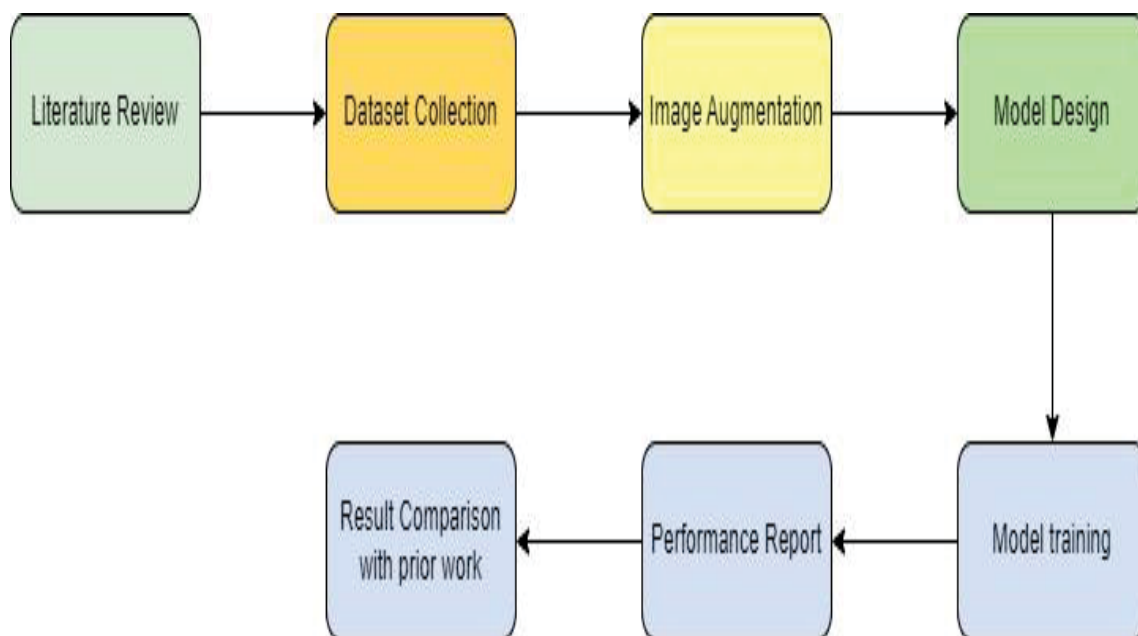 Literature Review
Dataset Collection
Image Augmentation
Model Design
Model training
Performance Report
Result Comparison
with prior work